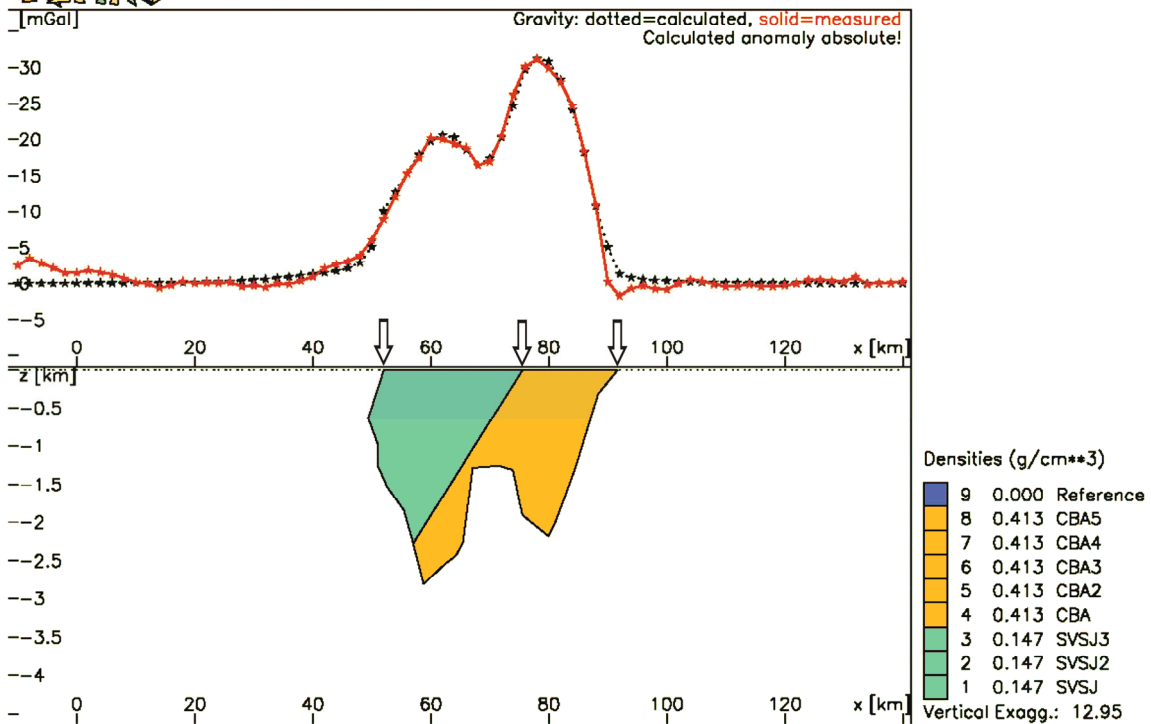 [mGal]
Gravity: dotted=calculated, solid=measured
Calculated anomaly absolute!
–30
–25
–20
–15
–10
–5
–0
–-5
0 20 40 60 80 100 120 x [km]
z [km]
–-0.5
–-1
–-1.5
–-2
–-2.5
–-3
–-3.5
–-4
0 20 40 60 80 100 120 x [km]
Densities (g/cm**3)
9 0.000 Reference
8 0.413 CBA5
7 0.413 CBA4
6 0.413 CBA3
5 0.413 CBA2
4 0.413 CBA
3 0.147 SVSJ3
2 0.147 SVSJ2
1 0.147 SVSJ
Vertical Exagg.: 12.95